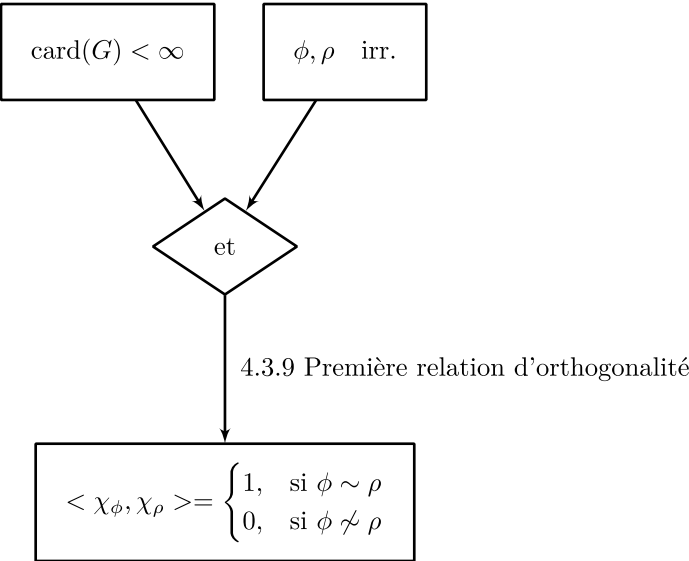 card(G) < ∞
ϕ, ρ irr.
et
4.3.9 Première relation d'orthogonalité
< χ_ϕ, χ_ρ >= { 1, si ϕ ∼ ρ
0, si ϕ ≁ ρ